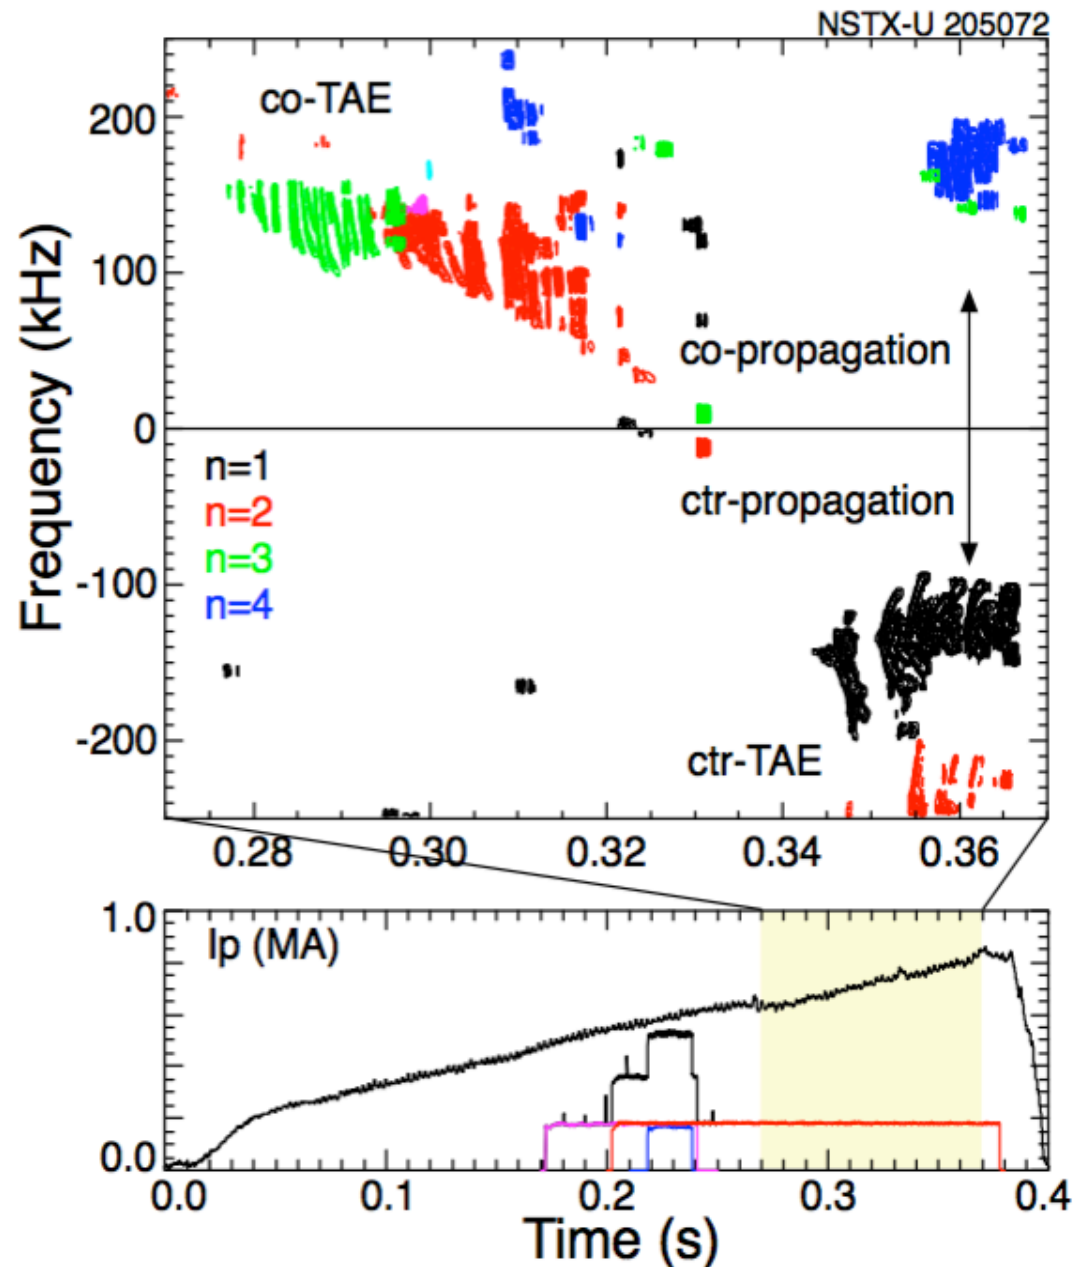 NSTX-U 205072
co-TAE
200
100
0
-100
-200
Frequency (kHz)
co-propagation
ctr-propagation
n=1
n=2
n=3
n=4
ctr-TAE
0.28 0.30 0.32 0.34 0.36
1.0
Ip (MA)
0.0
0.0 0.1 0.2 0.3 0.4
Time (s)